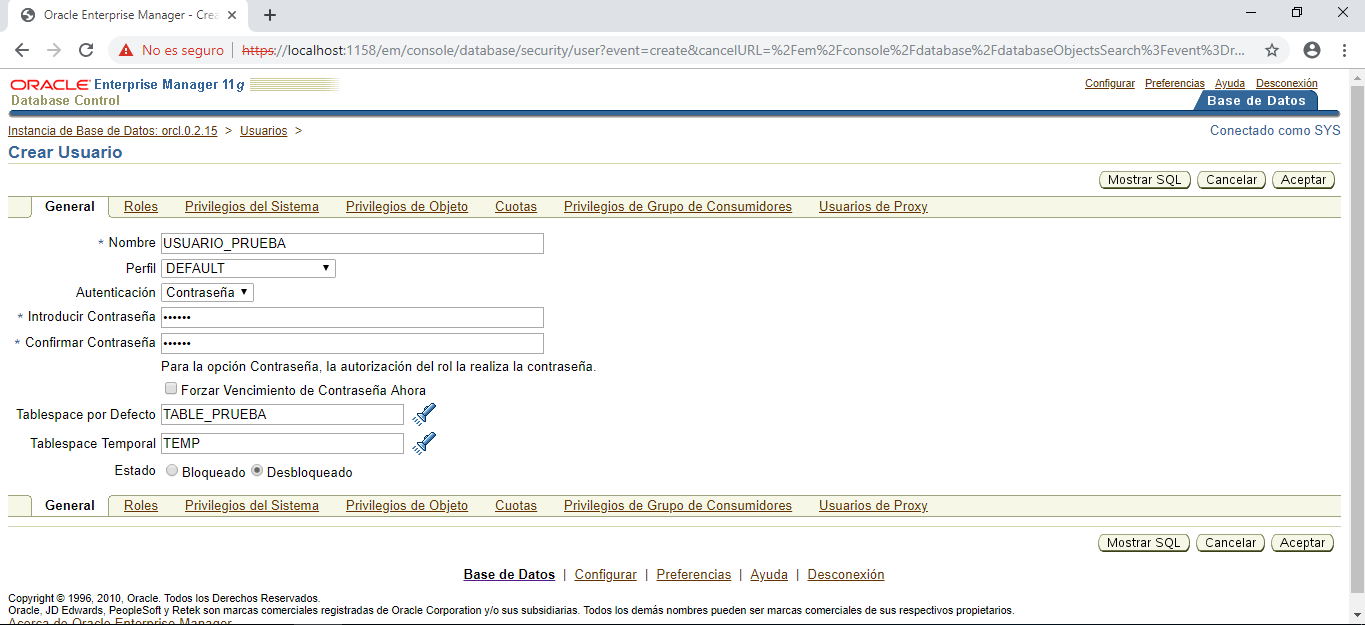 Oracle Enterprise Manager - Crea
No es seguro | https://localhost:1158/em/console/database/security/user?event=create&cancelURL=%2Fem%2Fconsole%2Fdatabase%2FdatabaseObjectsSearch%3Fevent%3Dr...
ORACLE Enterprise Manager 11g
Configurar Preferencias Ayuda Desconexión
Database Control
Base de Datos
Instancia de Base de Datos: orcl.0.2.15 > Usuarios >
Conectado como SYS
Crear Usuario
Mostrar SQL Cancelar Aceptar
General Roles Privilegios del Sistema Privilegios de Objeto Cuotas Privilegios de Grupo de Consumidores Usuarios de Proxy
* Nombre USUARIO_PRUEBA
Perfil DEFAULT
Autenticación Contraseña
* Introducir Contraseña ••••••
* Confirmar Contraseña ••••••
Para la opción Contraseña, la autorización del rol la realiza la contraseña.
Forzar Vencimiento de Contraseña Ahora
Tablespace por Defecto TABLE_PRUEBA
Tablespace Temporal TEMP
Estado Bloqueado Desbloqueado
General Roles Privilegios del Sistema Privilegios de Objeto Cuotas Privilegios de Grupo de Consumidores Usuarios de Proxy
Mostrar SQL Cancelar Aceptar
Base de Datos | Configurar | Preferencias | Ayuda | Desconexión
Copyright © 1996, 2010, Oracle. Todos los Derechos Reservados.
Oracle, JD Edwards, PeopleSoft y Retek son marcas comerciales registradas de Oracle Corporation y/o sus subsidiarias. Todos los demás nombres pueden ser marcas comerciales de sus respectivos propietarios.
Acerca de Oracle Enterprise Manager